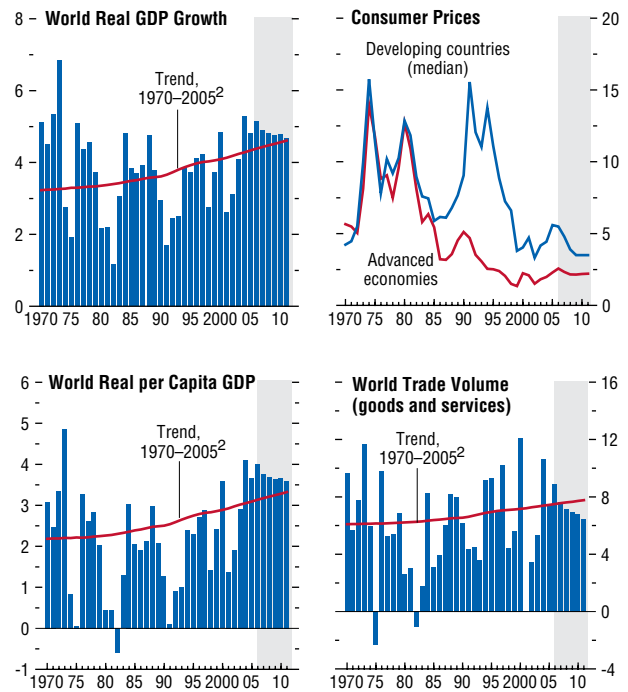 World Real GDP Growth
8
6
4
2
0
Trend,
1970–2005²
1970 75 80 85 90 95 2000 05 10
Consumer Prices
20
15
10
5
0
Developing countries
(median)
Advanced
economies
1970 75 80 85 90 95 2000 05 10
World Real per Capita GDP
6
5
4
3
2
1
0
-1
Trend,
1970–2005²
1970 75 80 85 90 95 2000 05 10
World Trade Volume
(goods and services)
16
12
8
4
0
-4
Trend,
1970–2005²
1970 75 80 85 90 95 2000 05 10